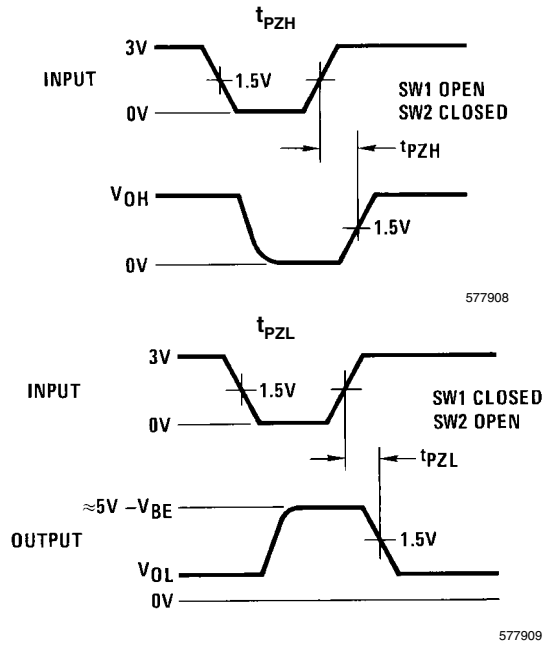 tPZH
3V
INPUT
1.5V
0V
SW1 OPEN
SW2 CLOSED
tPZH
VOH
1.5V
0V
577908
tPZL
3V
INPUT
1.5V
0V
SW1 CLOSED
SW2 OPEN
tPZL
≈5V –VBE
OUTPUT
1.5V
VOL
0V
577909